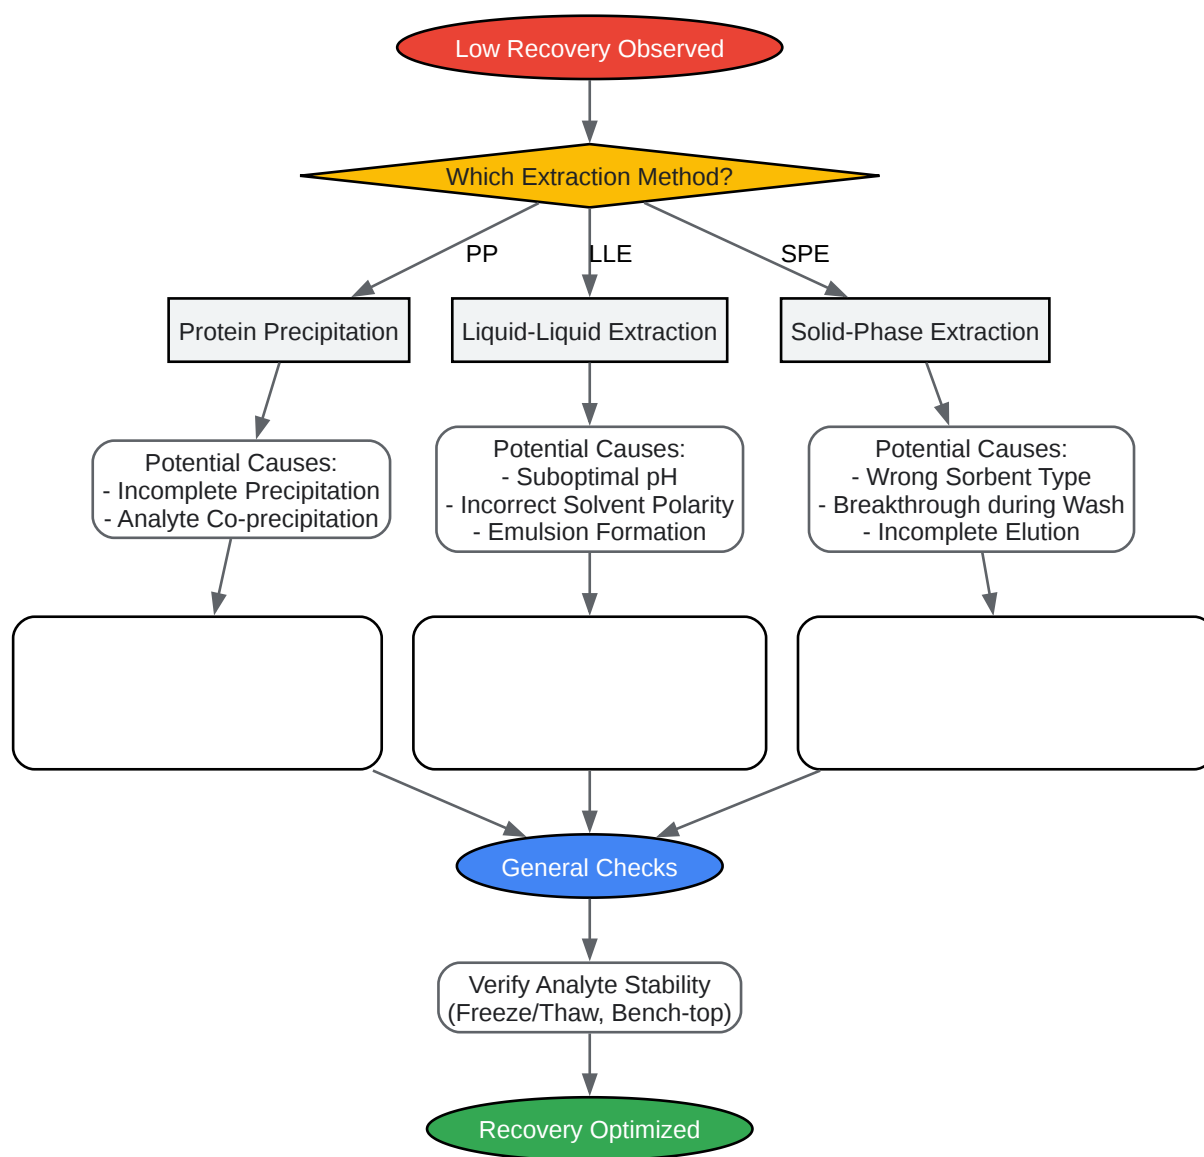 Low Recovery Observed
Which Extraction Method?
PP
LLE
SPE
Protein Precipitation
Liquid-Liquid Extraction
Solid-Phase Extraction
Potential Causes:
- Incomplete Precipitation
- Analyte Co-precipitation
Potential Causes:
- Suboptimal pH
- Incorrect Solvent Polarity
- Emulsion Formation
Potential Causes:
- Wrong Sorbent Type
- Breakthrough during Wash
- Incomplete Elution
General Checks
Verify Analyte Stability
(Freeze/Thaw, Bench-top)
Recovery Optimized